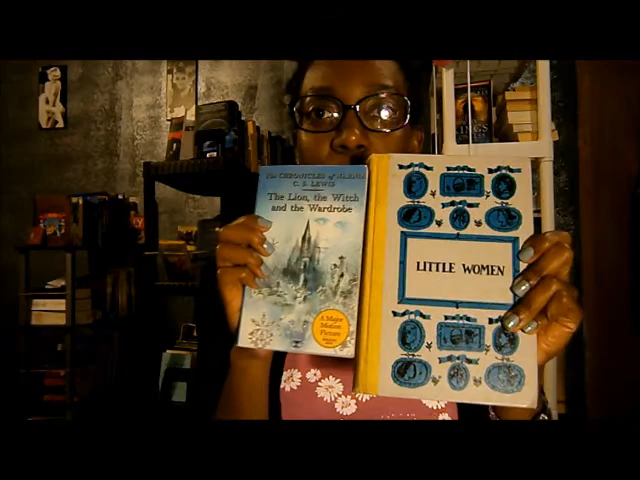 The CHRONICLES of NARNIA
C. S. LEWIS
The Lion, the Witch
and the Wardrobe
A Major
Motion
Picture
LITTLE WOMEN